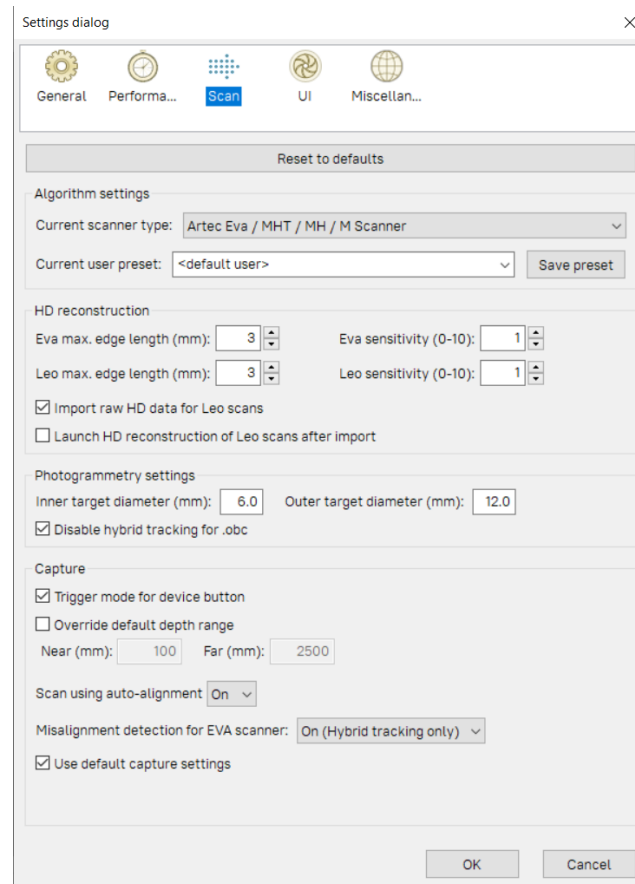 Settings dialog
General Performa... Scan UI Miscellan...
Reset to defaults
Algorithm settings
Current scanner type: Artec Eva / MHT / MH / M Scanner
Current user preset: <default user> Save preset
HD reconstruction
Eva max. edge length (mm): 3 Eva sensitivity (0-10): 1
Leo max. edge length (mm): 3 Leo sensitivity (0-10): 1
Import raw HD data for Leo scans
Launch HD reconstruction of Leo scans after import
Photogrammetry settings
Inner target diameter (mm): 6.0 Outer target diameter (mm): 12.0
Disable hybrid tracking for .obc
Capture
Trigger mode for device button
Override default depth range
Near (mm): 100 Far (mm): 2500
Scan using auto-alignment On
Misalignment detection for EVA scanner: On (Hybrid tracking only)
Use default capture settings
OK Cancel